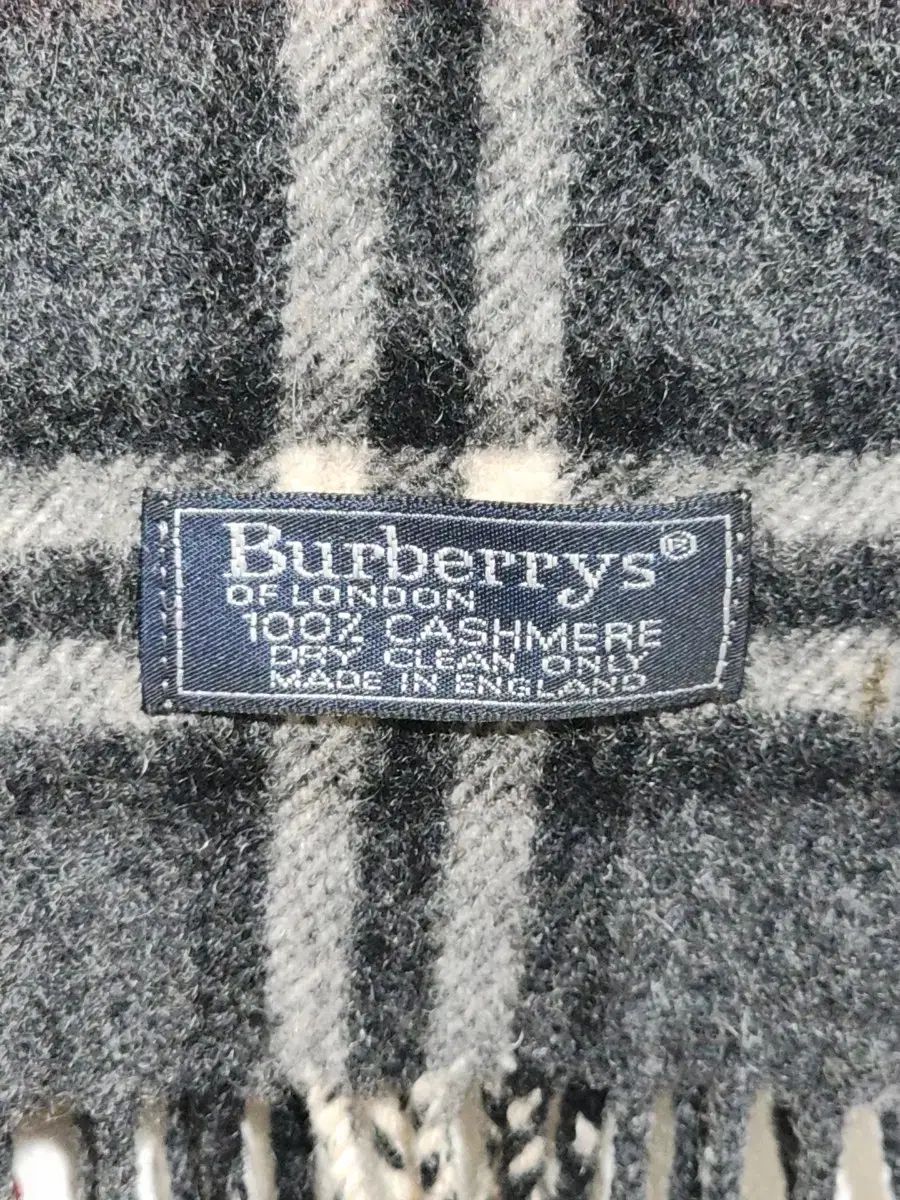 Burberrys®
OF LONDON
100% CASHMERE
DRY CLEAN ONLY
MADE IN ENGLAND